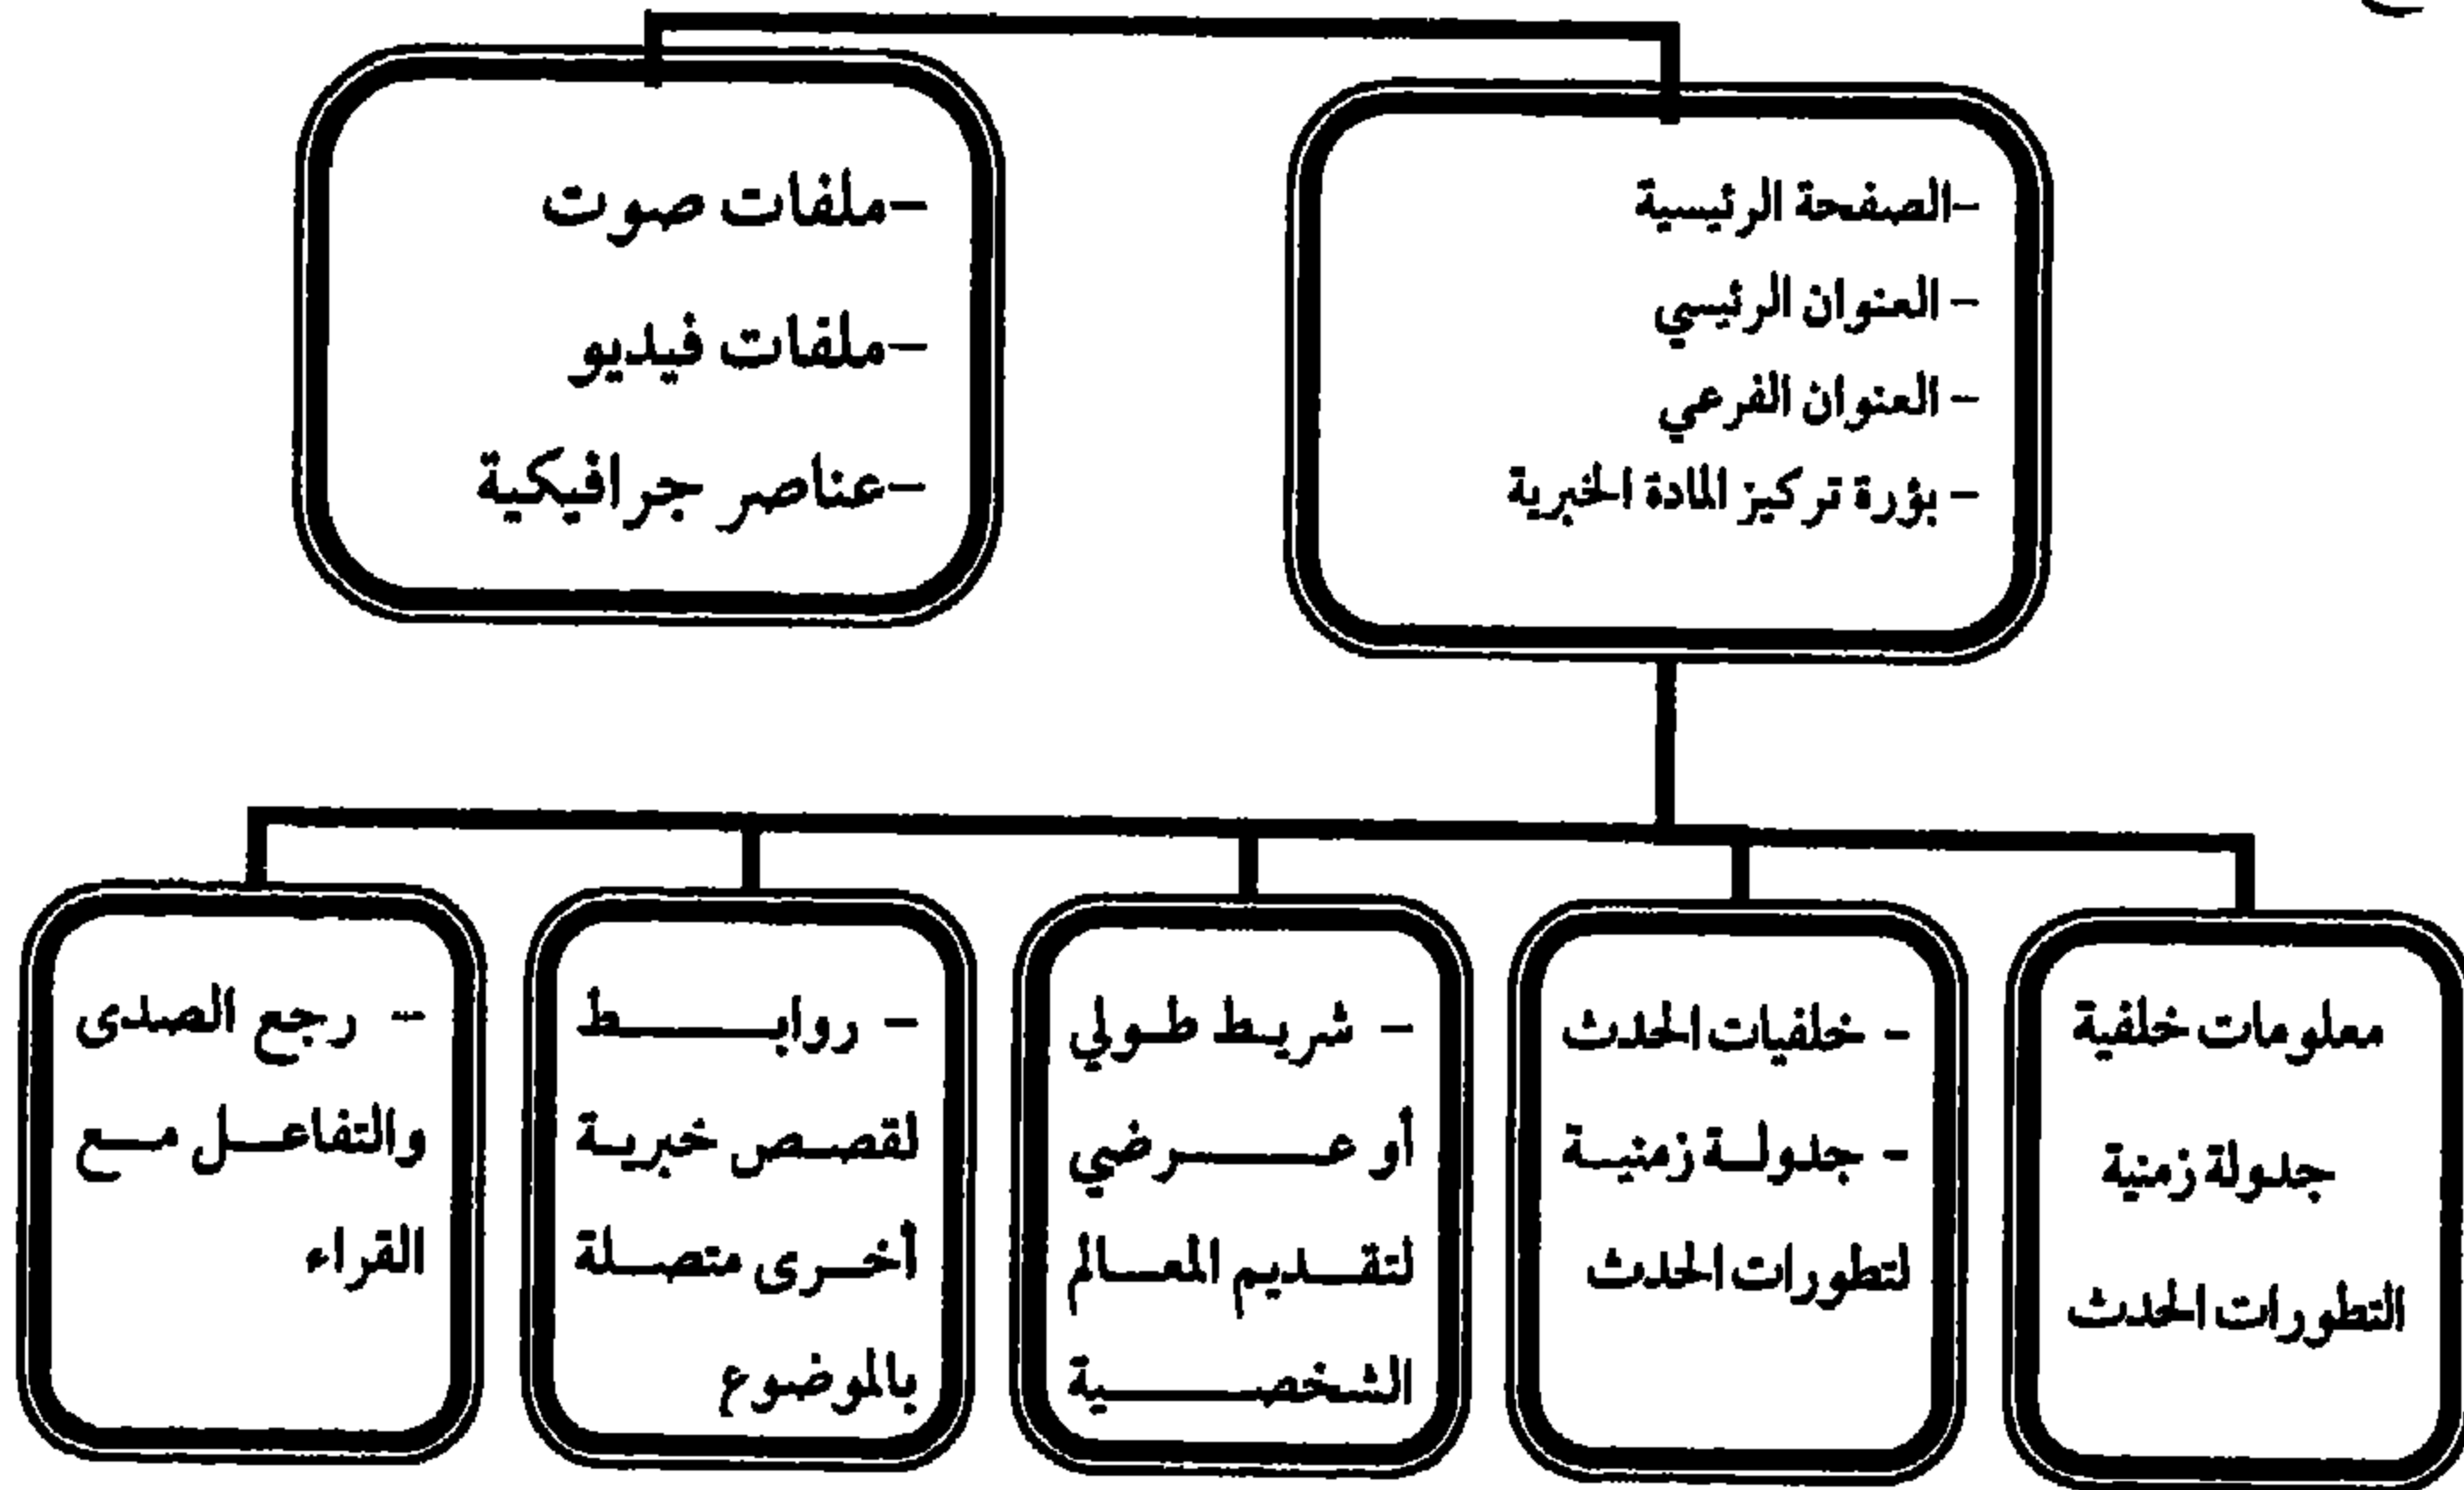 -الصفحة الرئيسية
- العنوان الرئيسي
- العنوان الفرعي
- بؤرة تركيز المادة الخبرية
-ملفات صوت
-ملفات فيديو
-عناصر جرافيكية
معلومات خلفية
جدولة زمنية
التطورات الحدث
- خلفيات الحدث
- جدولة زمنية
لتطورات الحدث
- شريط طولي
أو عرضي
لتقديم المعالم
الشخصية
- روابط
لقصص خبرية
أخرى متصلة
بالموضوع
- رجع الصدى
والتفاعل مع
القراء